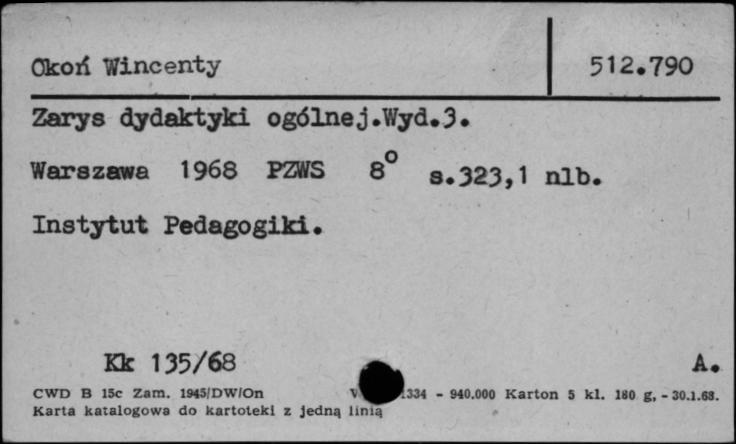 Okoń Wincenty 512.790
Zarys dydaktyki ogólnej.Wyd.3.
Warszawa 1968 PZWS 8° s.323,1 nlb.
Instytut Pedagogiki.
Kk 135/68 A.
CWD B 15c Zam. 1945/DW/On 1334 - 940.000 Karton 5 kl. 180 g, - 30.1.68.
Karta katalogowa do kartoteki z jedną linią